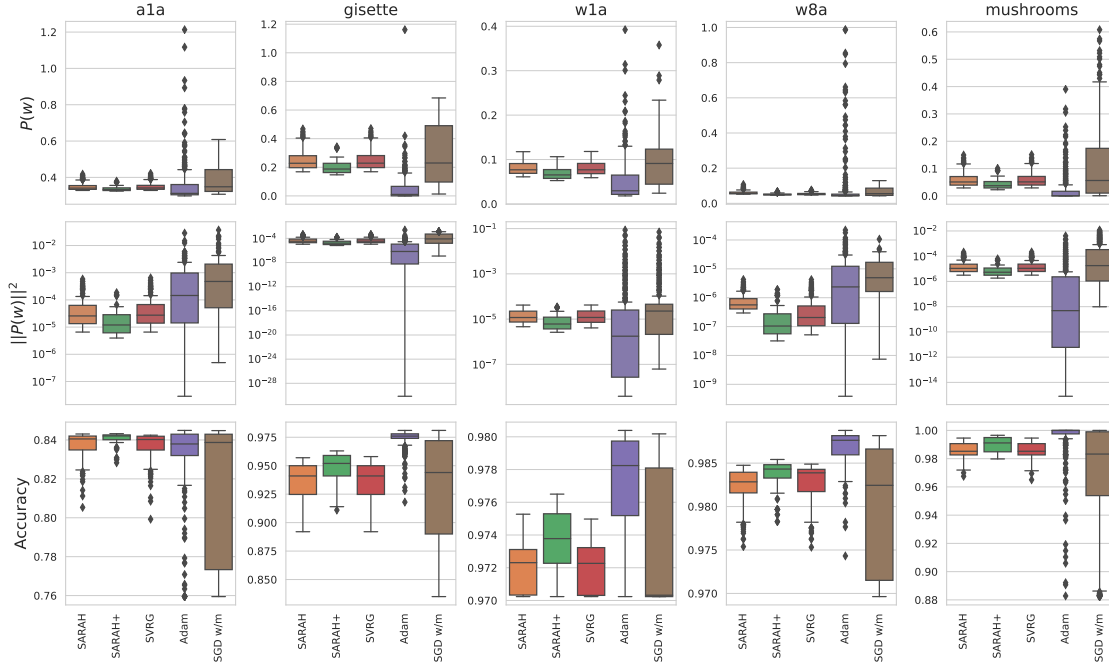 a1a gisette w1a w8a mushrooms
P(w)
1.2 1.0 0.8 0.6 0.4
1.2 1.0 0.8 0.6 0.4 0.2 0.0
0.4 0.3 0.2 0.1 0.0
1.0 0.8 0.6 0.4 0.2 0.0
0.6 0.5 0.4 0.3 0.2 0.1 0.0
||P(w)||²
10⁻² 10⁻³ 10⁻⁴ 10⁻⁵ 10⁻⁶ 10⁻⁷
10⁻⁴ 10⁻⁸ 10⁻¹² 10⁻¹⁶ 10⁻²⁰ 10⁻²⁴ 10⁻²⁸
10⁻¹ 10⁻³ 10⁻⁵ 10⁻⁷
10⁻⁴ 10⁻⁵ 10⁻⁶ 10⁻⁷ 10⁻⁸ 10⁻⁹
10⁻² 10⁻⁴ 10⁻⁶ 10⁻⁸ 10⁻¹⁰ 10⁻¹² 10⁻¹⁴
Accuracy
0.84 0.82 0.80 0.78 0.76
0.975 0.950 0.925 0.900 0.875 0.850
0.980 0.978 0.976 0.974 0.972 0.970
0.985 0.980 0.975 0.970
1.00 0.98 0.96 0.94 0.92 0.90 0.88
SARAH SARAH+ SVRG Adam SGD w/m
SARAH SARAH+ SVRG Adam SGD w/m
SARAH SARAH+ SVRG Adam SGD w/m
SARAH SARAH+ SVRG Adam SGD w/m
SARAH SARAH+ SVRG Adam SGD w/m